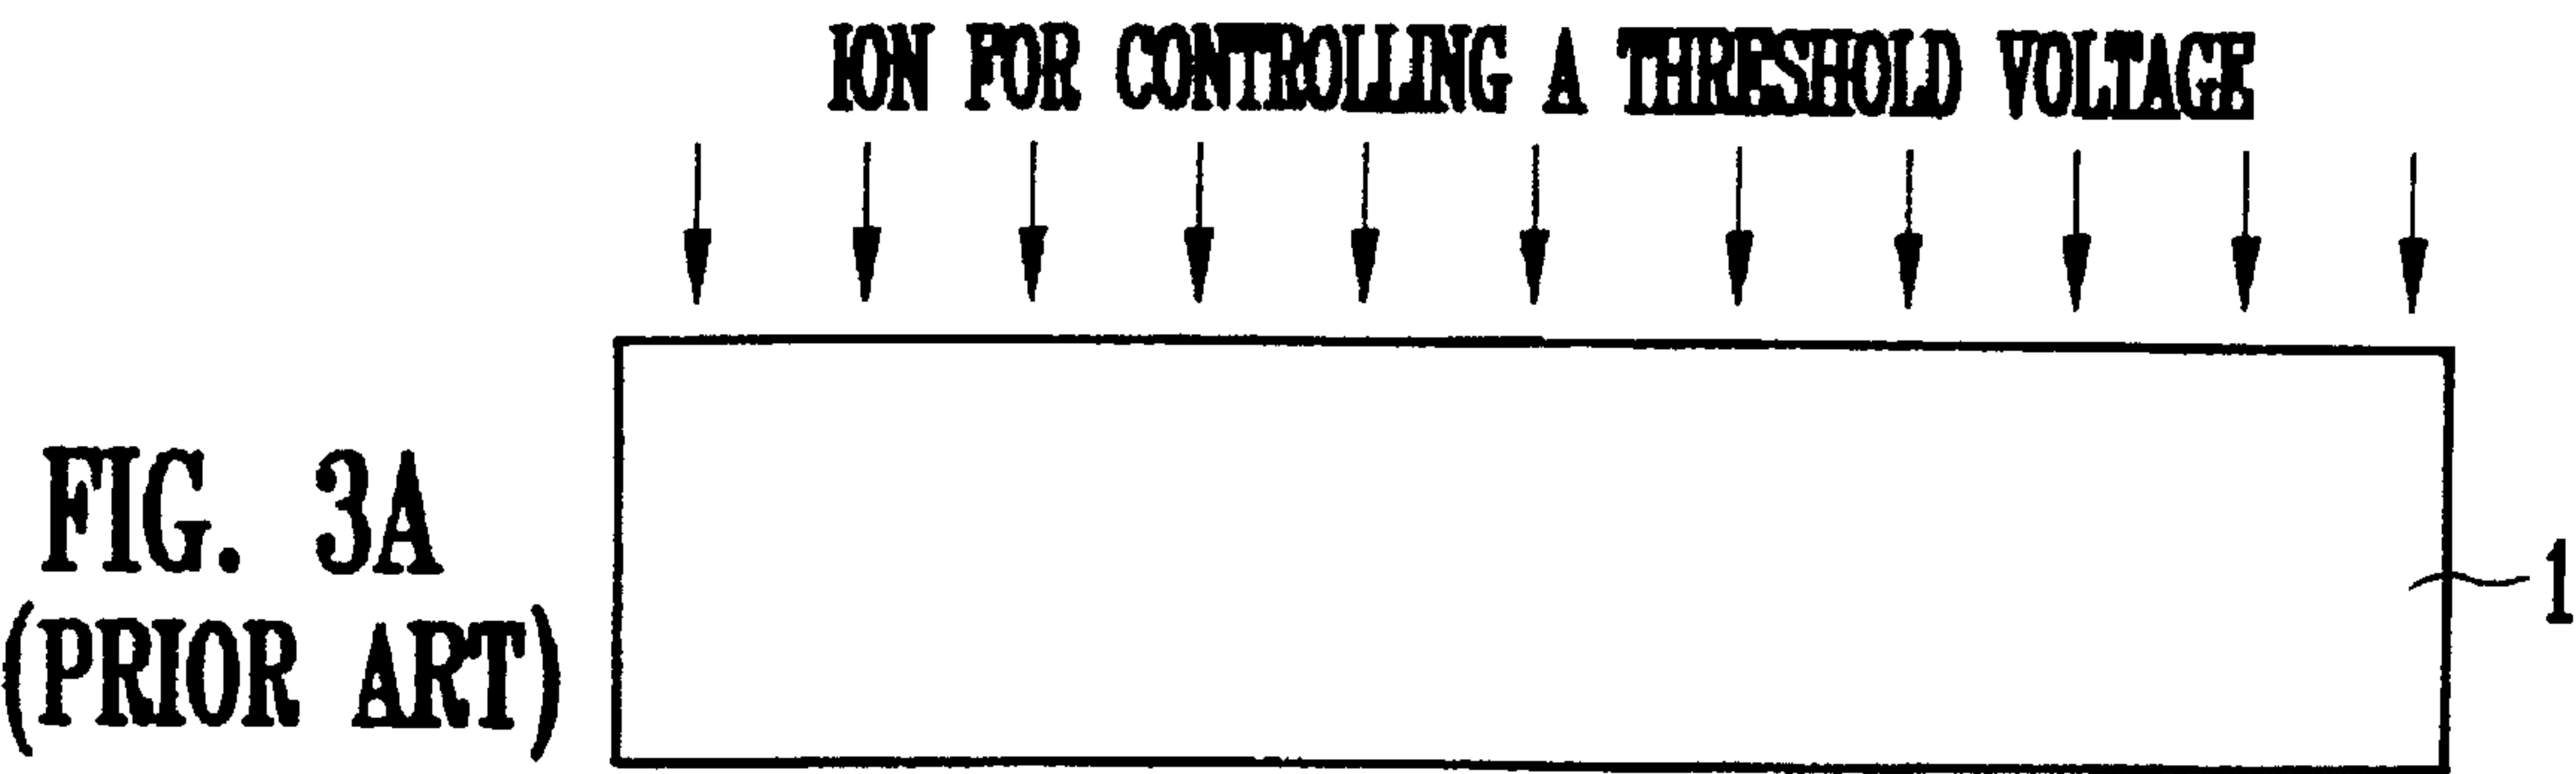 ION FOR CONTROLLING A THRESHOLD VOLTAGE
FIG. 3A
(PRIOR ART)
1